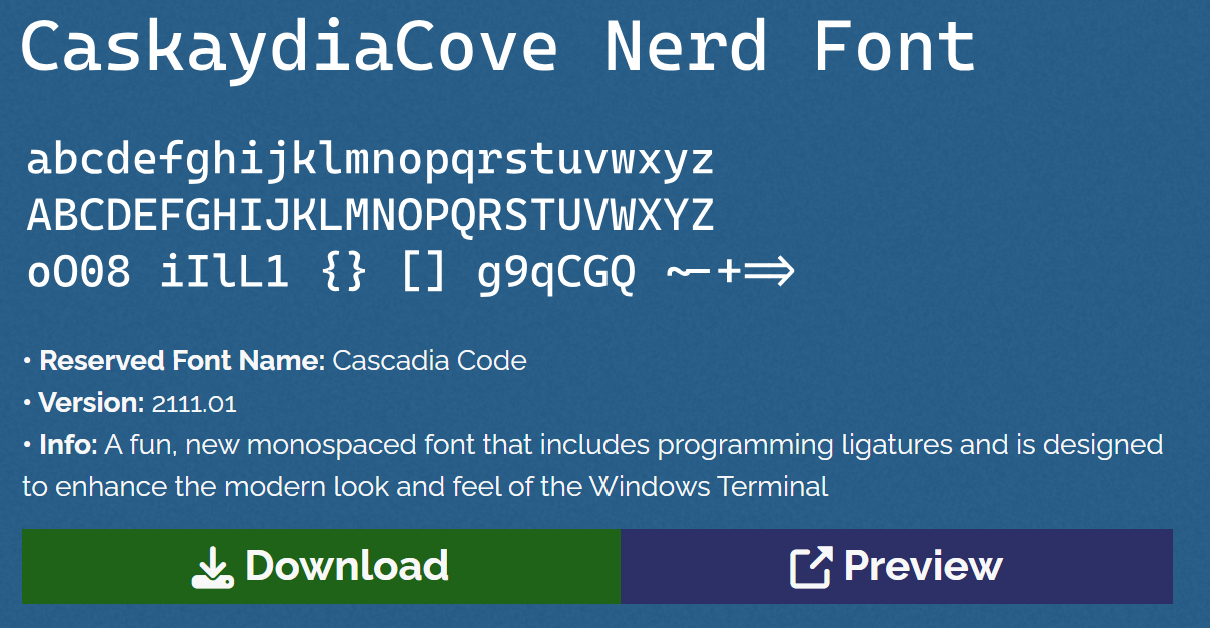 CaskaydiaCove Nerd Font
abcdefghijklmnopqrstuvwxyz
ABCDEFGHIJKLMNOPQRSTUVWXYZ
oO08 iIlL1 {} [] g9qCGQ ~-+=>
• Reserved Font Name: Cascadia Code
• Version: 2111.01
• Info: A fun, new monospaced font that includes programming ligatures and is designed
to enhance the modern look and feel of the Windows Terminal
Download
Preview